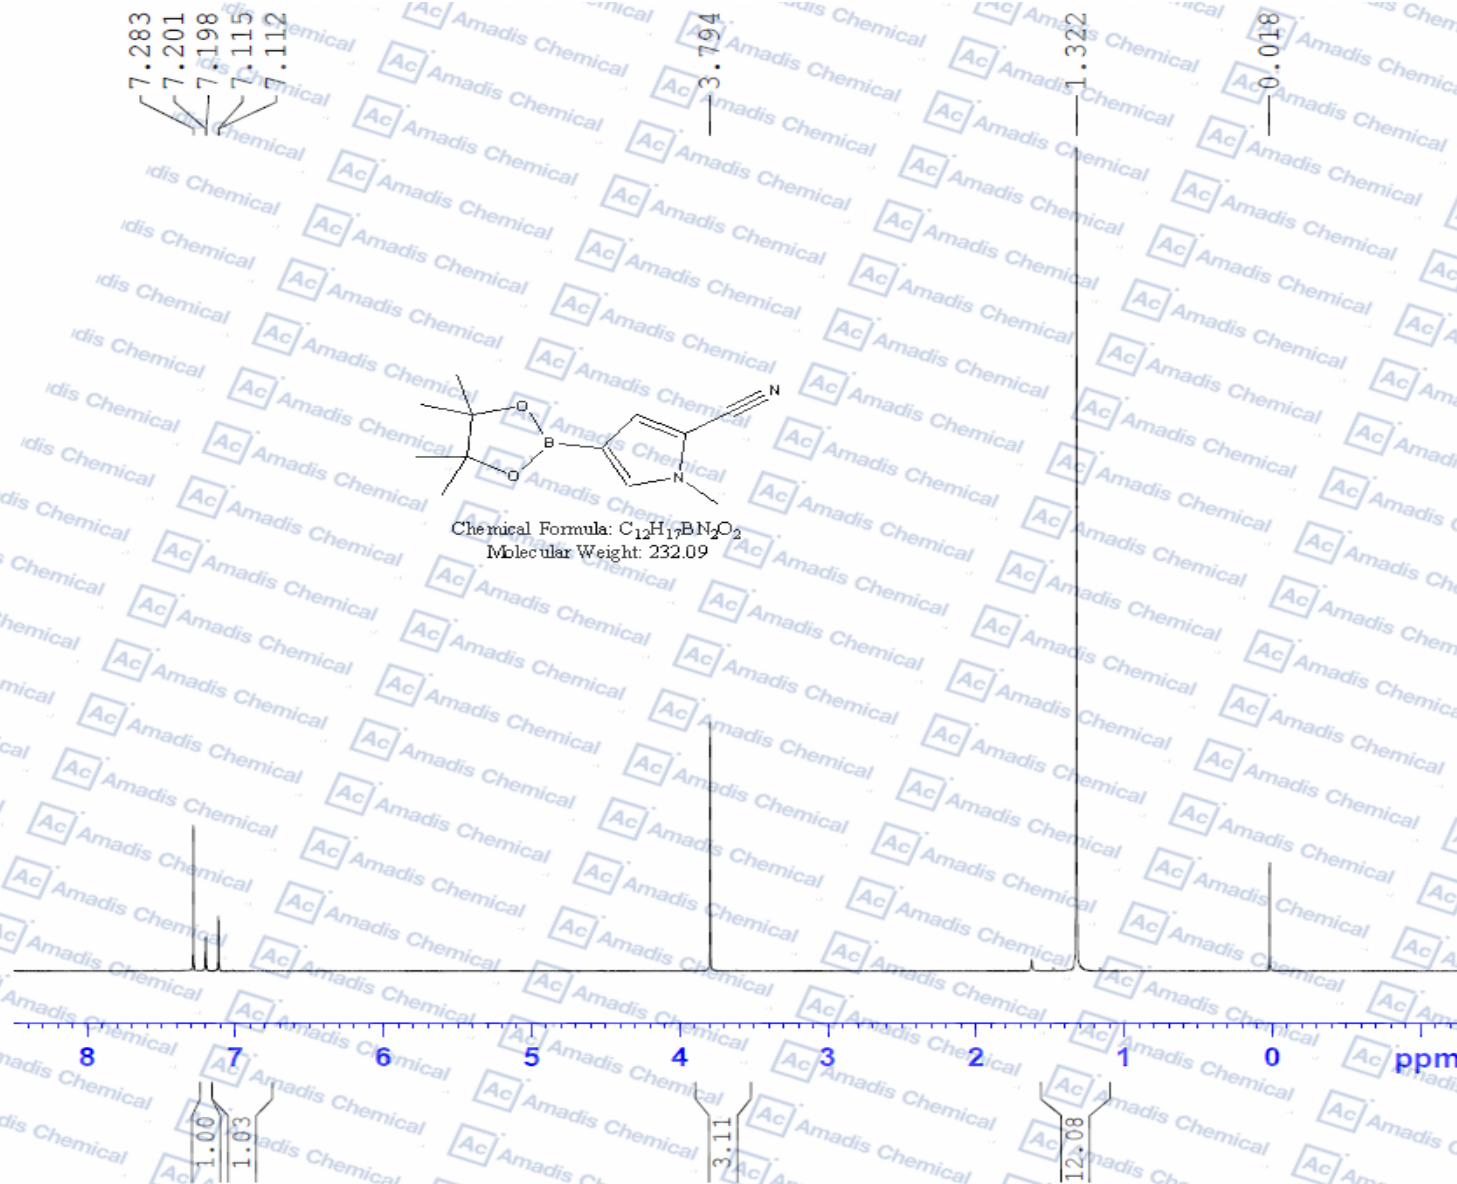 7.283
7.201
7.198
7.115
7.112
3.794
1.322
0.018
N
O
B
O
N
Chemical Formula: C12H17BN2O2
Molecular Weight: 232.09
8 7 6 5 4 3 2 1 0 ppm
1.00
1.03
3.11
12.08
Ac Amadis Chemical